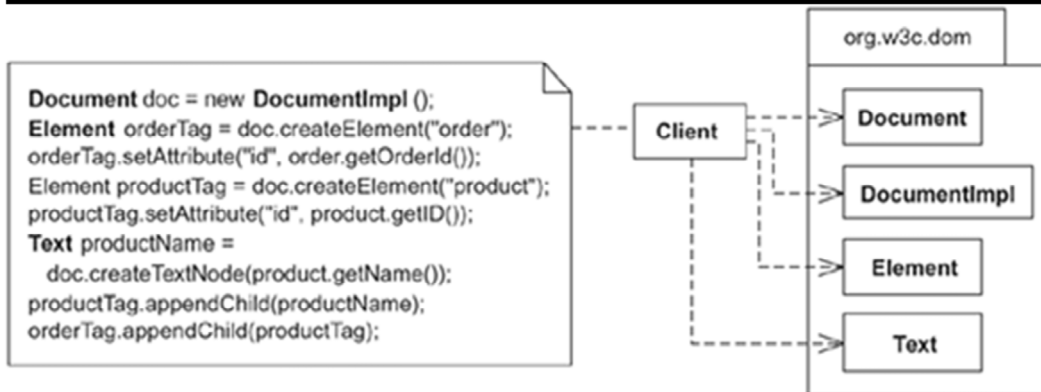 Document doc = new DocumentImpl ();
Element orderTag = doc.createElement("order");
orderTag.setAttribute("id", order.getOrderId());
Element productTag = doc.createElement("product");
productTag.setAttribute("id", product.getID());
Text productName =
doc.createTextNode(product.getName());
productTag.appendChild(productName);
orderTag.appendChild(productTag);
Client
org.w3c.dom
Document
DocumentImpl
Element
Text